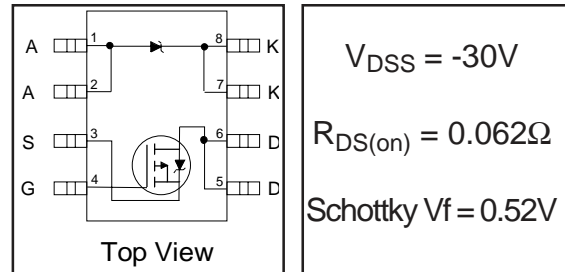 A 1 8 K
A 2 7 K
S 3 6 D
G 4 5 D
Top View
VDSS = -30V
RDS(on) = 0.062Ω
Schottky Vf = 0.52V